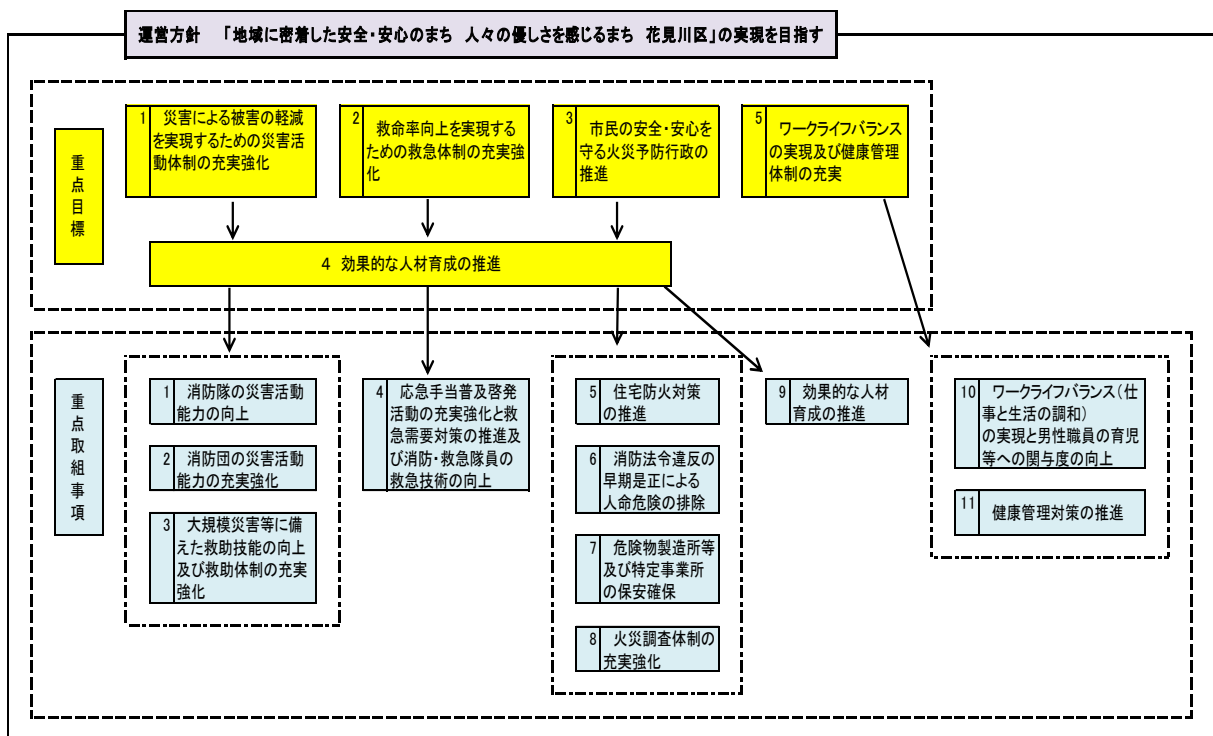 運営方針 「地域に密着した安全・安心のまち 人々の優しさを感じるまち 花見川区」の実現を目指す
重点目標
1 災害による被害の軽減
を実現するための災害活
動体制の充実強化
2 救命率向上を実現する
ための救急体制の充実強
化
3 市民の安全・安心を
守る火災予防行政の
推進
5 ワークライフバランス
の実現及び健康管理
体制の充実
4 効果的な人材育成の推進
重点取組事項
1 消防隊の災害活動
能力の向上
2 消防団の災害活動
能力の充実強化
3 大規模災害等に備
えた救助技能の向上
及び救助体制の充実
強化
4 応急手当普及啓発
活動の充実強化と救
急需要対策の推進及
び消防・救急隊員の
救急技術の向上
5 住宅防火対策
の推進
6 消防法令違反の
早期是正による
人命危険の排除
7 危険物製造所等
及び特定事業所
の保安確保
8 火災調査体制の
充実強化
9 効果的な人材
育成の推進
10 ワークライフバランス(仕
事と生活の調和)
の実現と男性職員の育児
等への関与度の向上
11 健康管理対策の推進